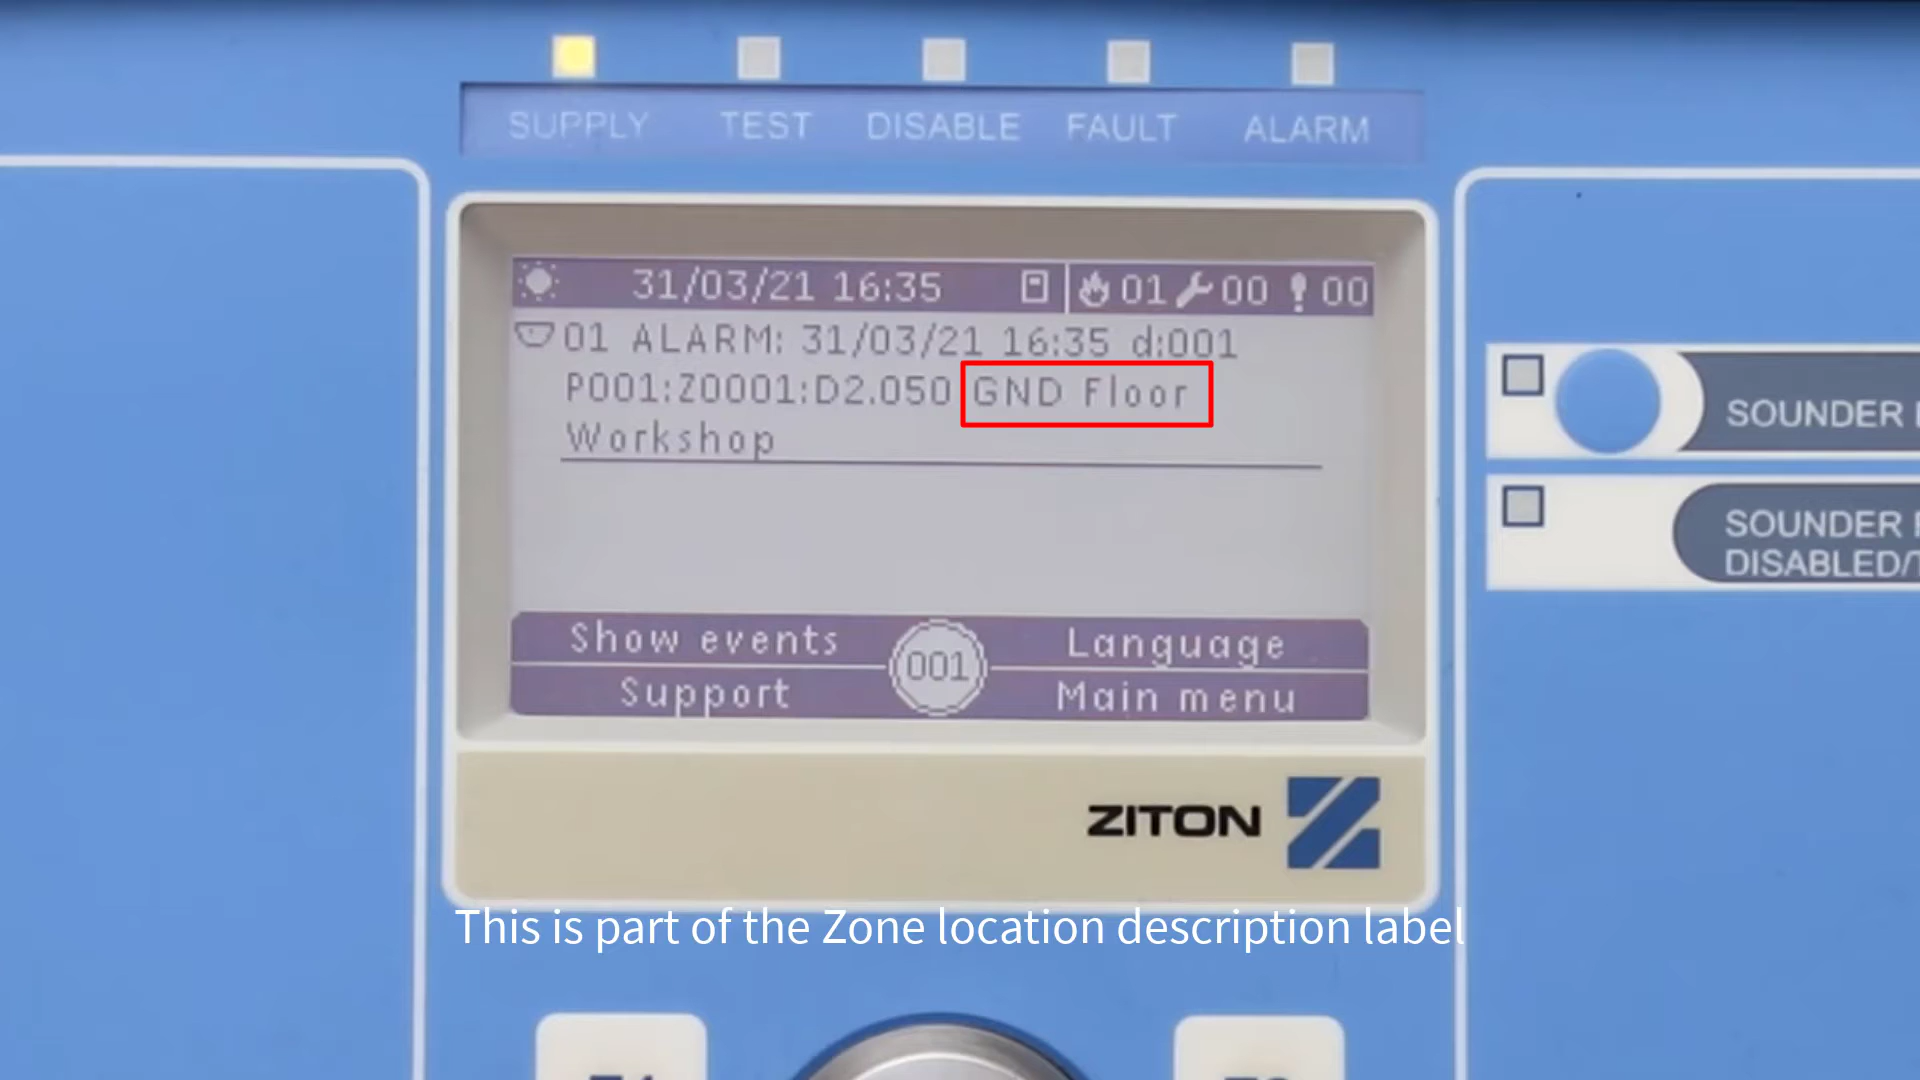 SUPPLY TEST DISABLE FAULT ALARM
31/03/21 16:35 01 00 00
01 ALARM: 31/03/21 16:35 d:001
P001:Z0001:D2.050 GND Floor
Workshop
Show events Language
001
Support Main menu
SOUNDER
SOUNDER
DISABLED/
ZITON
This is part of the Zone location description label